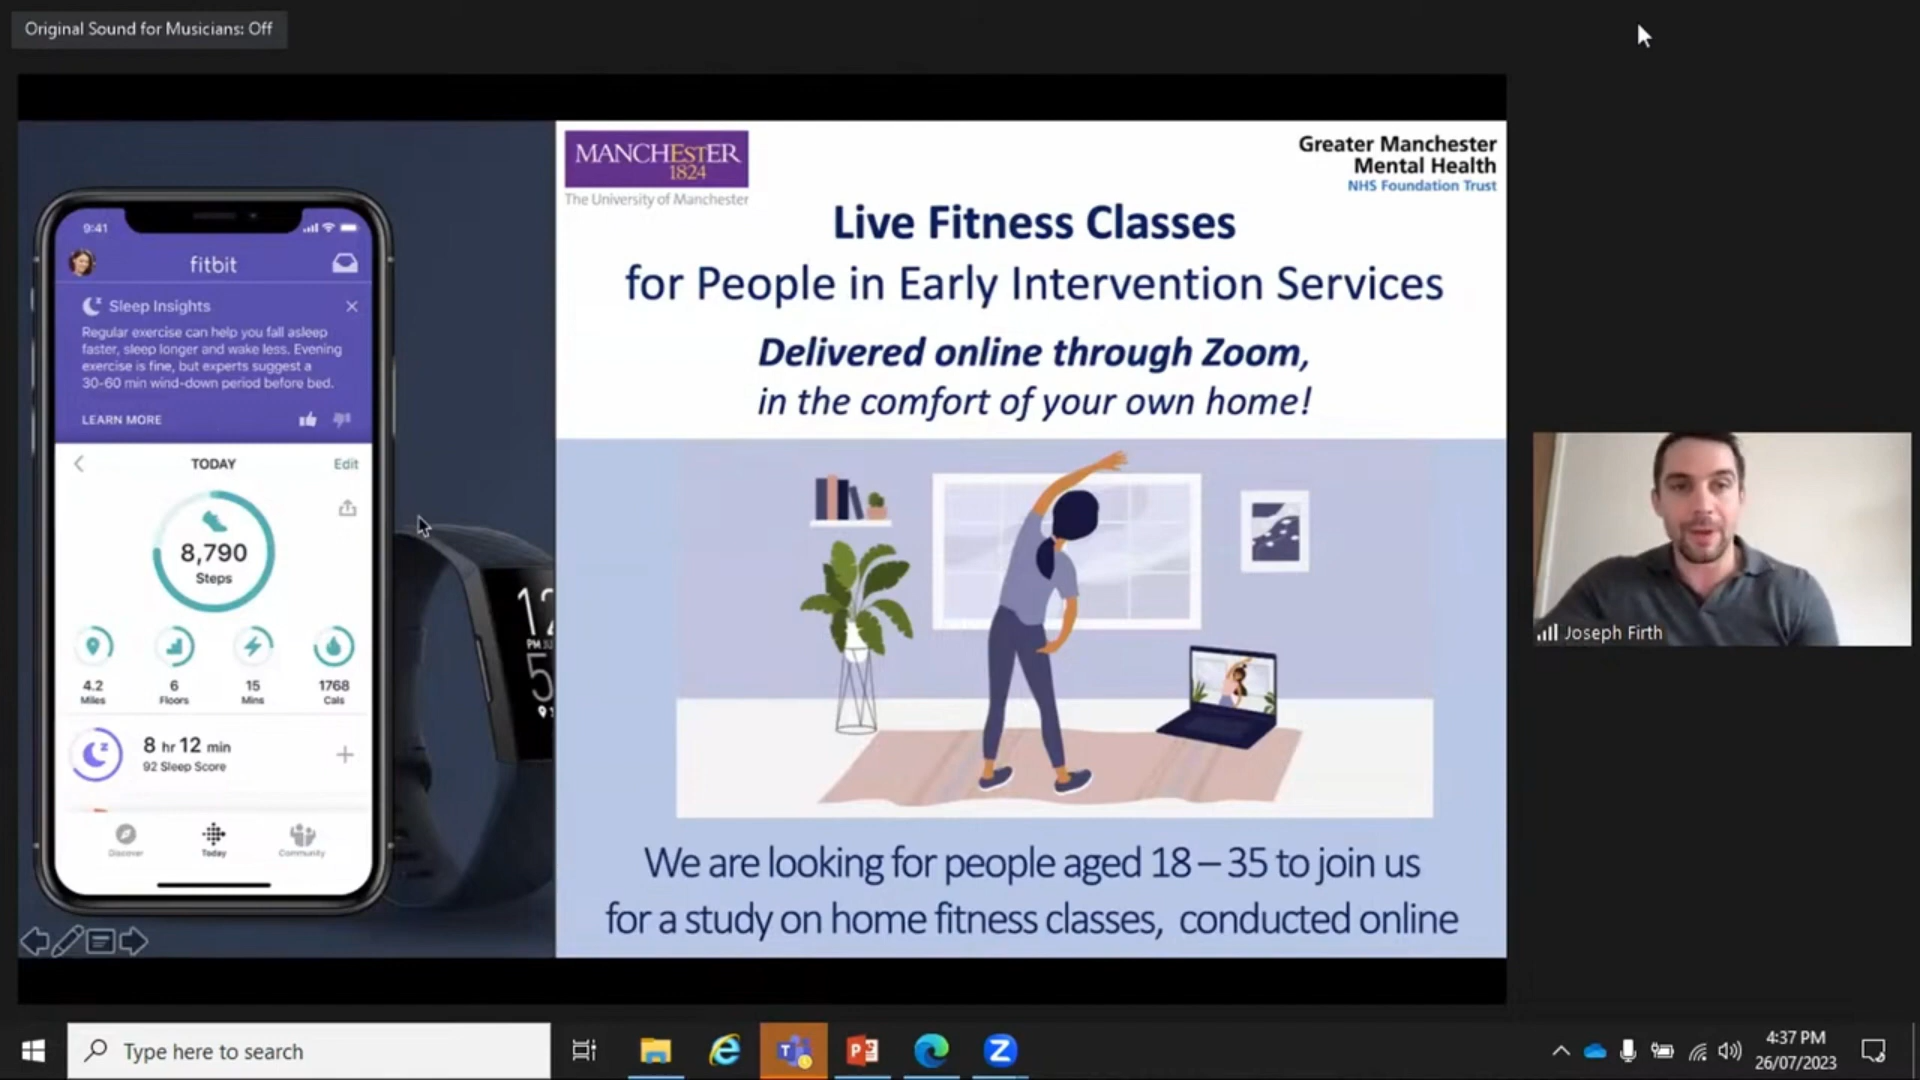 Original Sound for Musicians: Off
9:41
fitbit
Sleep Insights
Regular exercise can help you fall asleep
faster, sleep longer and wake less. Evening
exercise is fine, but experts suggest a
30-60 min wind-down period before bed.
LEARN MORE
TODAY
Edit
8,790
Steps
4.2
Miles
6
Floors
15
Mins
1768
Cals
8 hr 12 min
92 Sleep Score
Discover
Today
Community
MANCHESTER
1824
The University of Manchester
Greater Manchester
Mental Health
NHS Foundation Trust
Live Fitness Classes
for People in Early Intervention Services
Delivered online through Zoom,
in the comfort of your own home!
We are looking for people aged 18 – 35 to join us
for a study on home fitness classes, conducted online
Joseph Firth
Type here to search
4:37 PM
26/07/2023